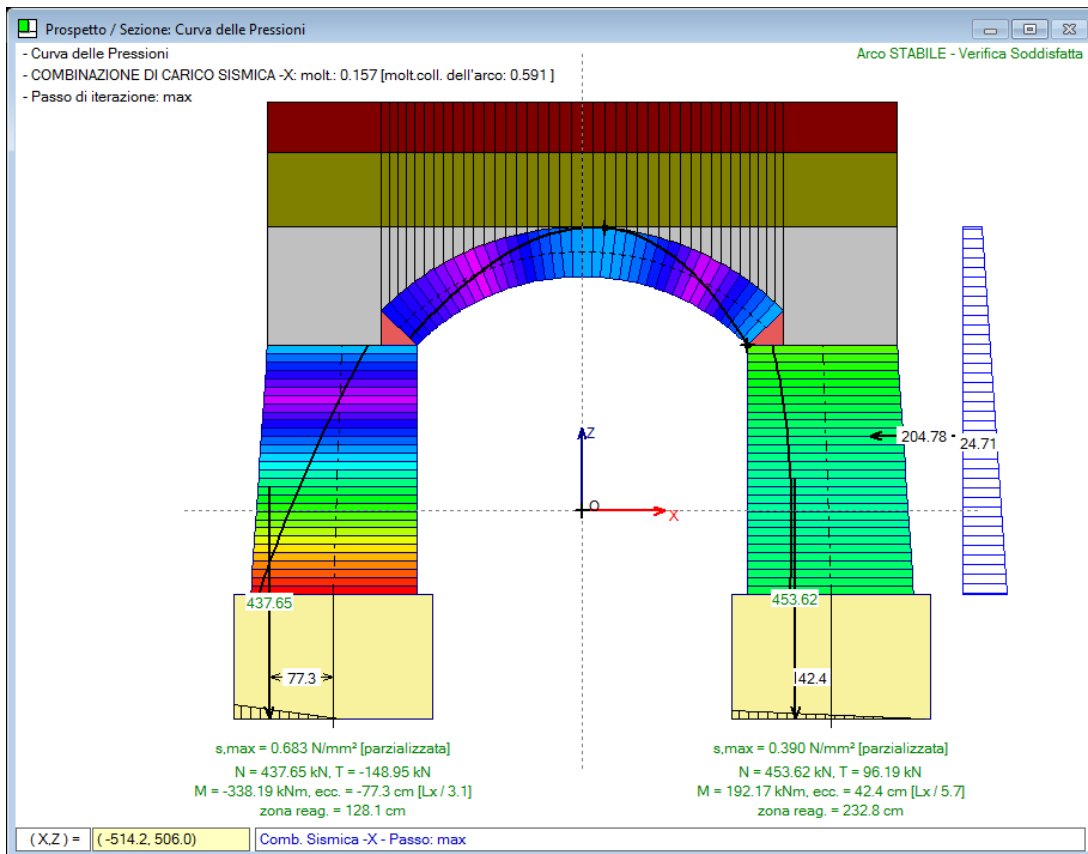 Prospetto / Sezione: Curva delle Pressioni
- Curva delle Pressioni
Arco STABILE - Verifica Soddisfatta
- COMBINAZIONE DI CARICO SISMICA -X: molt.: 0.157 [molt.coll. dell'arco: 0.591 ]
- Passo di iterazione: max
204.78 -
24.71
Z
O
X
437.65
453.62
77.3
42.4
s,max = 0.683 N/mm² [parzializzata]
N = 437.65 kN, T = -148.95 kN
M = -338.19 kNm, ecc. = -77.3 cm [Lx / 3.1]
zona reag. = 128.1 cm
s,max = 0.390 N/mm² [parzializzata]
N = 453.62 kN, T = 96.19 kN
M = 192.17 kNm, ecc. = 42.4 cm [Lx / 5.7]
zona reag. = 232.8 cm
( X,Z ) =
( -514.2, 506.0)
Comb. Sismica -X - Passo: max